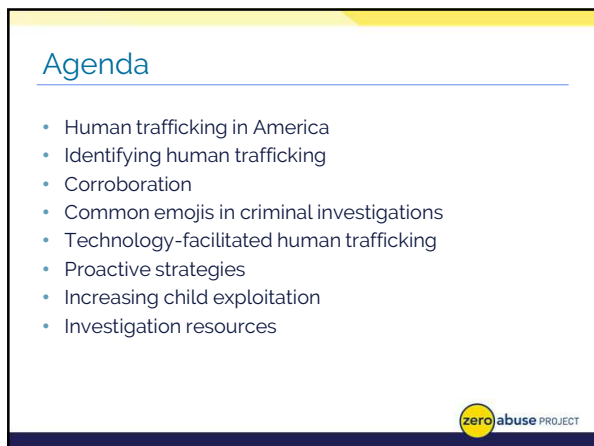 Agenda
• Human trafficking in America
• Identifying human trafficking
• Corroboration
• Common emojis in criminal investigations
• Technology-facilitated human trafficking
• Proactive strategies
• Increasing child exploitation
• Investigation resources
zero abuse PROJECT